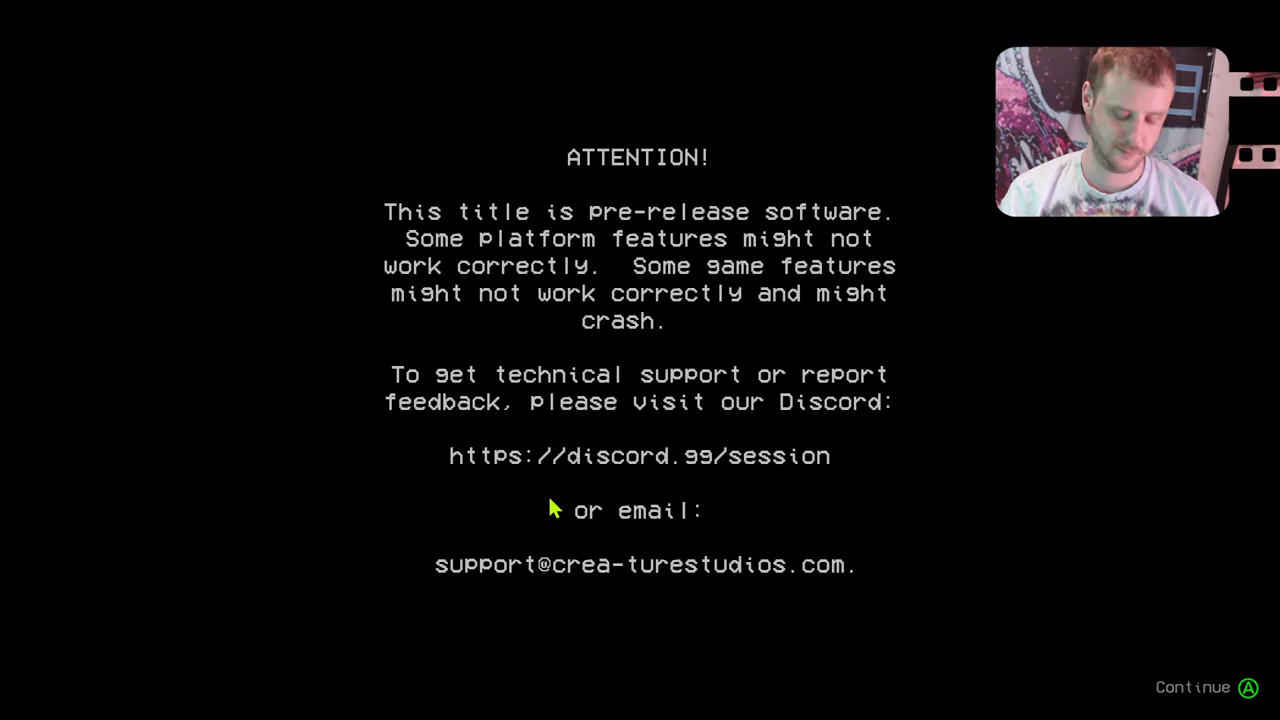 ATTENTION!
This title is pre-release software.
Some platform features might not
work correctly.  Some game features
might not work correctly and might
crash.
To get technical support or report
feedback, please visit our Discord:
https://discord.gg/session
or email:
support@crea-turestudios.com.
Continue A